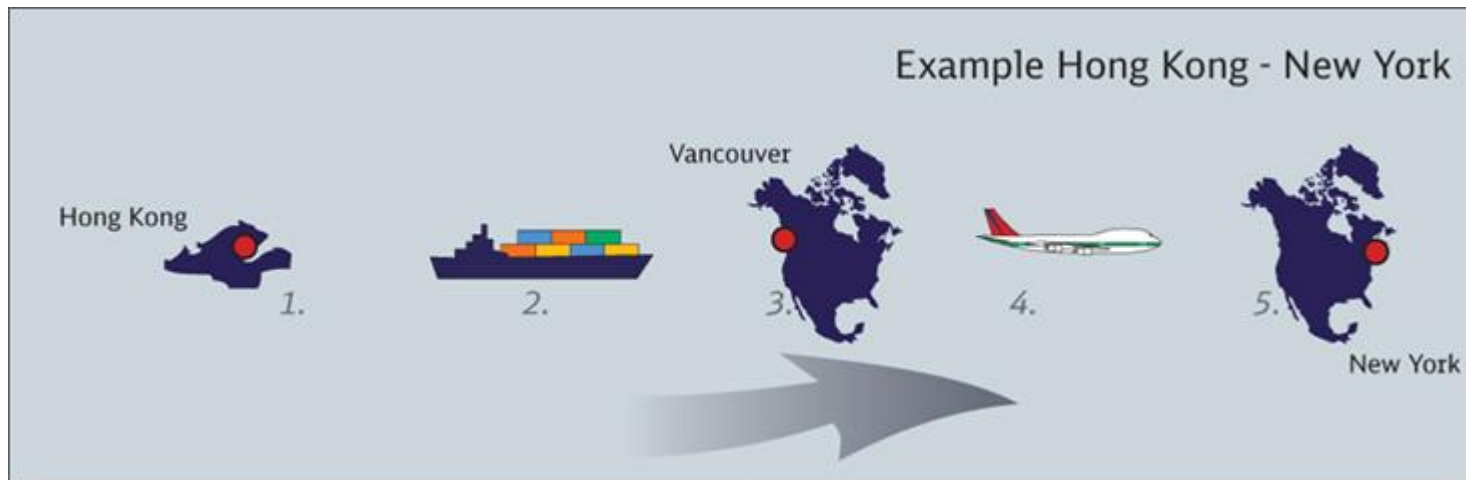 Example Hong Kong - New York
Vancouver
Hong Kong
1.
2.
3.
4.
5.
New York